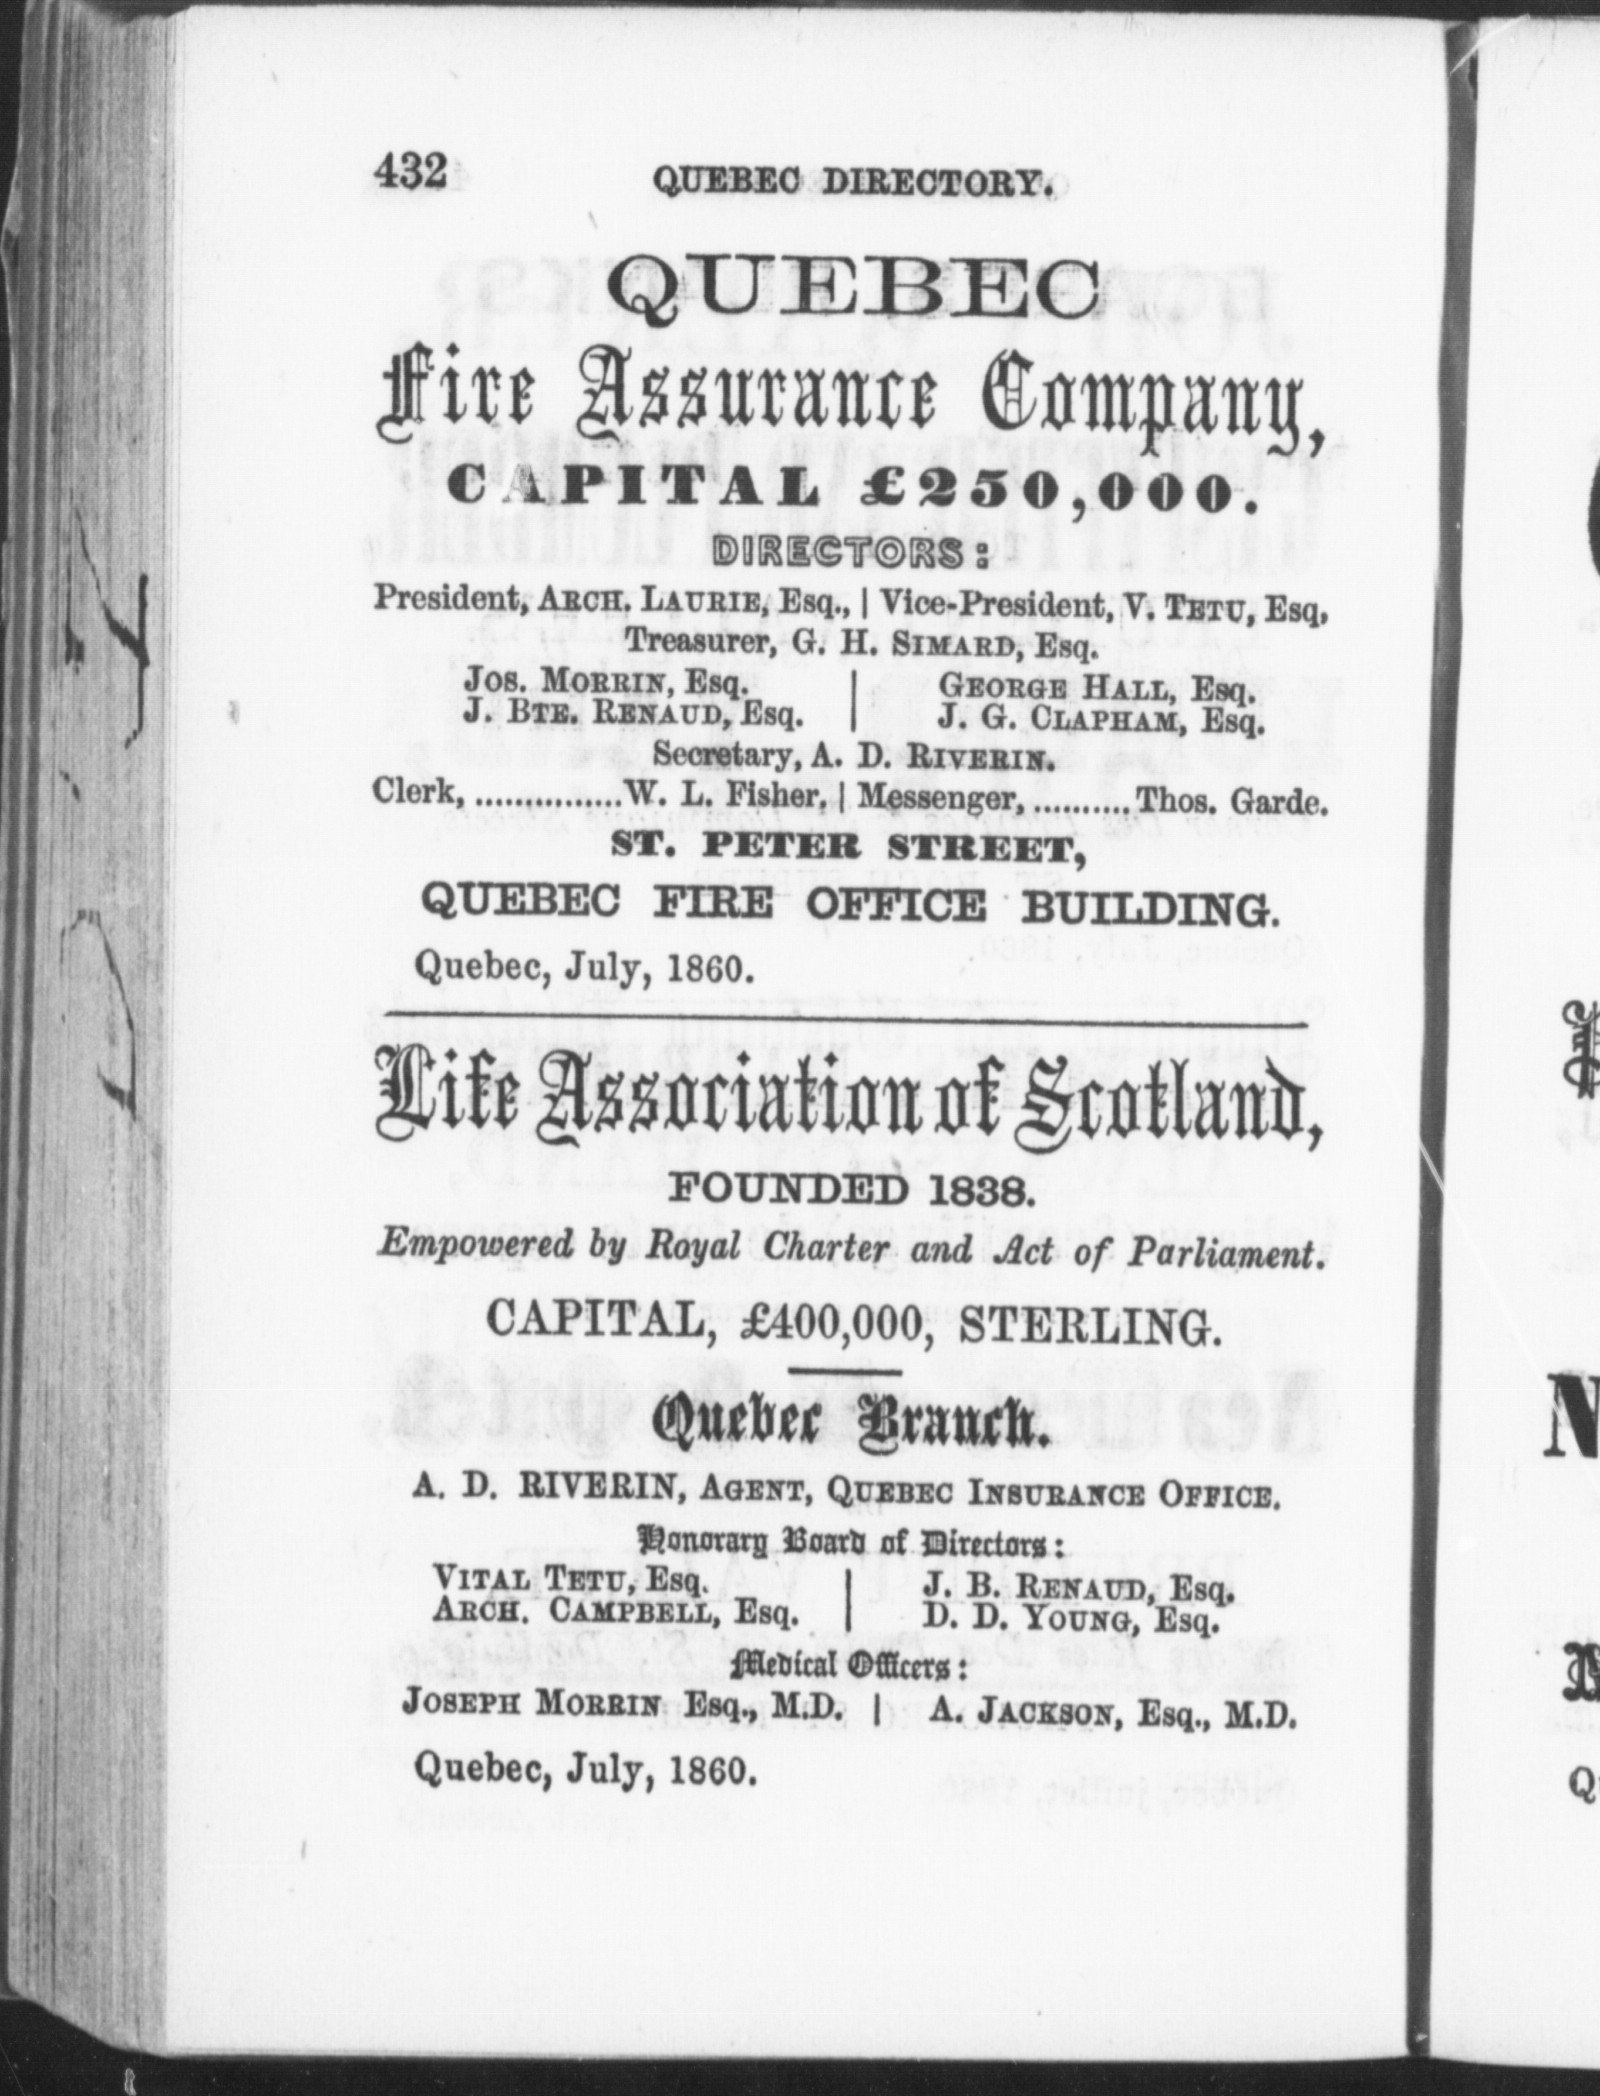 432 QUEBEC DIRECTORY.
QUEBEC
Fire Assurance Company,
CAPITAL £250,000.
DIRECTORS:
President, ARCH. LAURIE, Esq., | Vice-President, V. TETU, Esq,
Treasurer, G. H. SIMARD, Esq.
JOS. MORRIN, Esq. | GEORGE HALL, Esq.
J. BTE. RENAUD, Esq. | J. G. CLAPHAM, Esq.
Secretary, A. D. RIVERIN.
Clerk, ...............W. L. Fisher. | Messenger, ..........Thos. Garde.
ST. PETER STREET,
QUEBEC FIRE OFFICE BUILDING.
Quebec, July, 1860.
Life Association of Scotland,
FOUNDED 1838.
Empowered by Royal Charter and Act of Parliament.
CAPITAL, £400,000, STERLING.
Quebec Branch.
A. D. RIVERIN, AGENT, QUEBEC INSURANCE OFFICE.
Honorary Board of Directors:
VITAL TETU, Esq. | J. B. RENAUD, Esq.
ARCH. CAMPBELL, Esq. | D. D. YOUNG, Esq.
Medical Officers:
JOSEPH MORRIN Esq., M.D. | A. JACKSON, Esq., M.D.
Quebec, July, 1860.